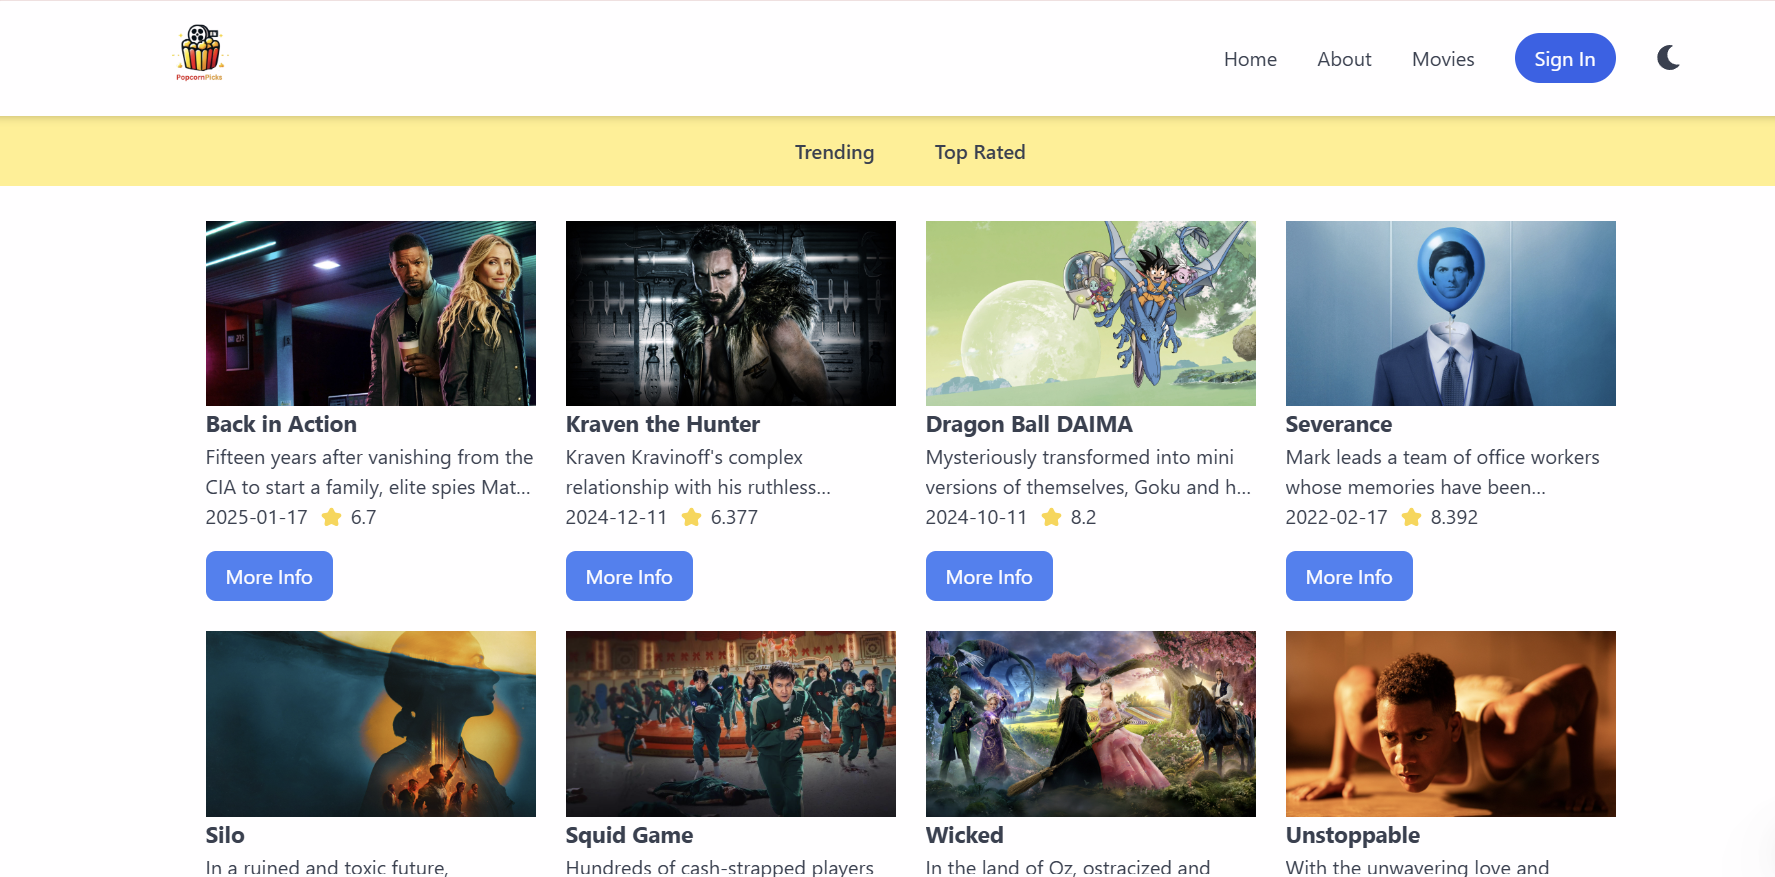 PopcornPicks
Home About Movies Sign In
Trending Top Rated
Back in Action
Fifteen years after vanishing from the
CIA to start a family, elite spies Mat...
2025-01-17 6.7
More Info
Kraven the Hunter
Kraven Kravinoff's complex
relationship with his ruthless...
2024-12-11 6.377
More Info
Dragon Ball DAIMA
Mysteriously transformed into mini
versions of themselves, Goku and h...
2024-10-11 8.2
More Info
Severance
Mark leads a team of office workers
whose memories have been...
2022-02-17 8.392
More Info
Silo
In a ruined and toxic future,
Squid Game
Hundreds of cash-strapped players
Wicked
In the land of Oz, ostracized and
Unstoppable
With the unwavering love and